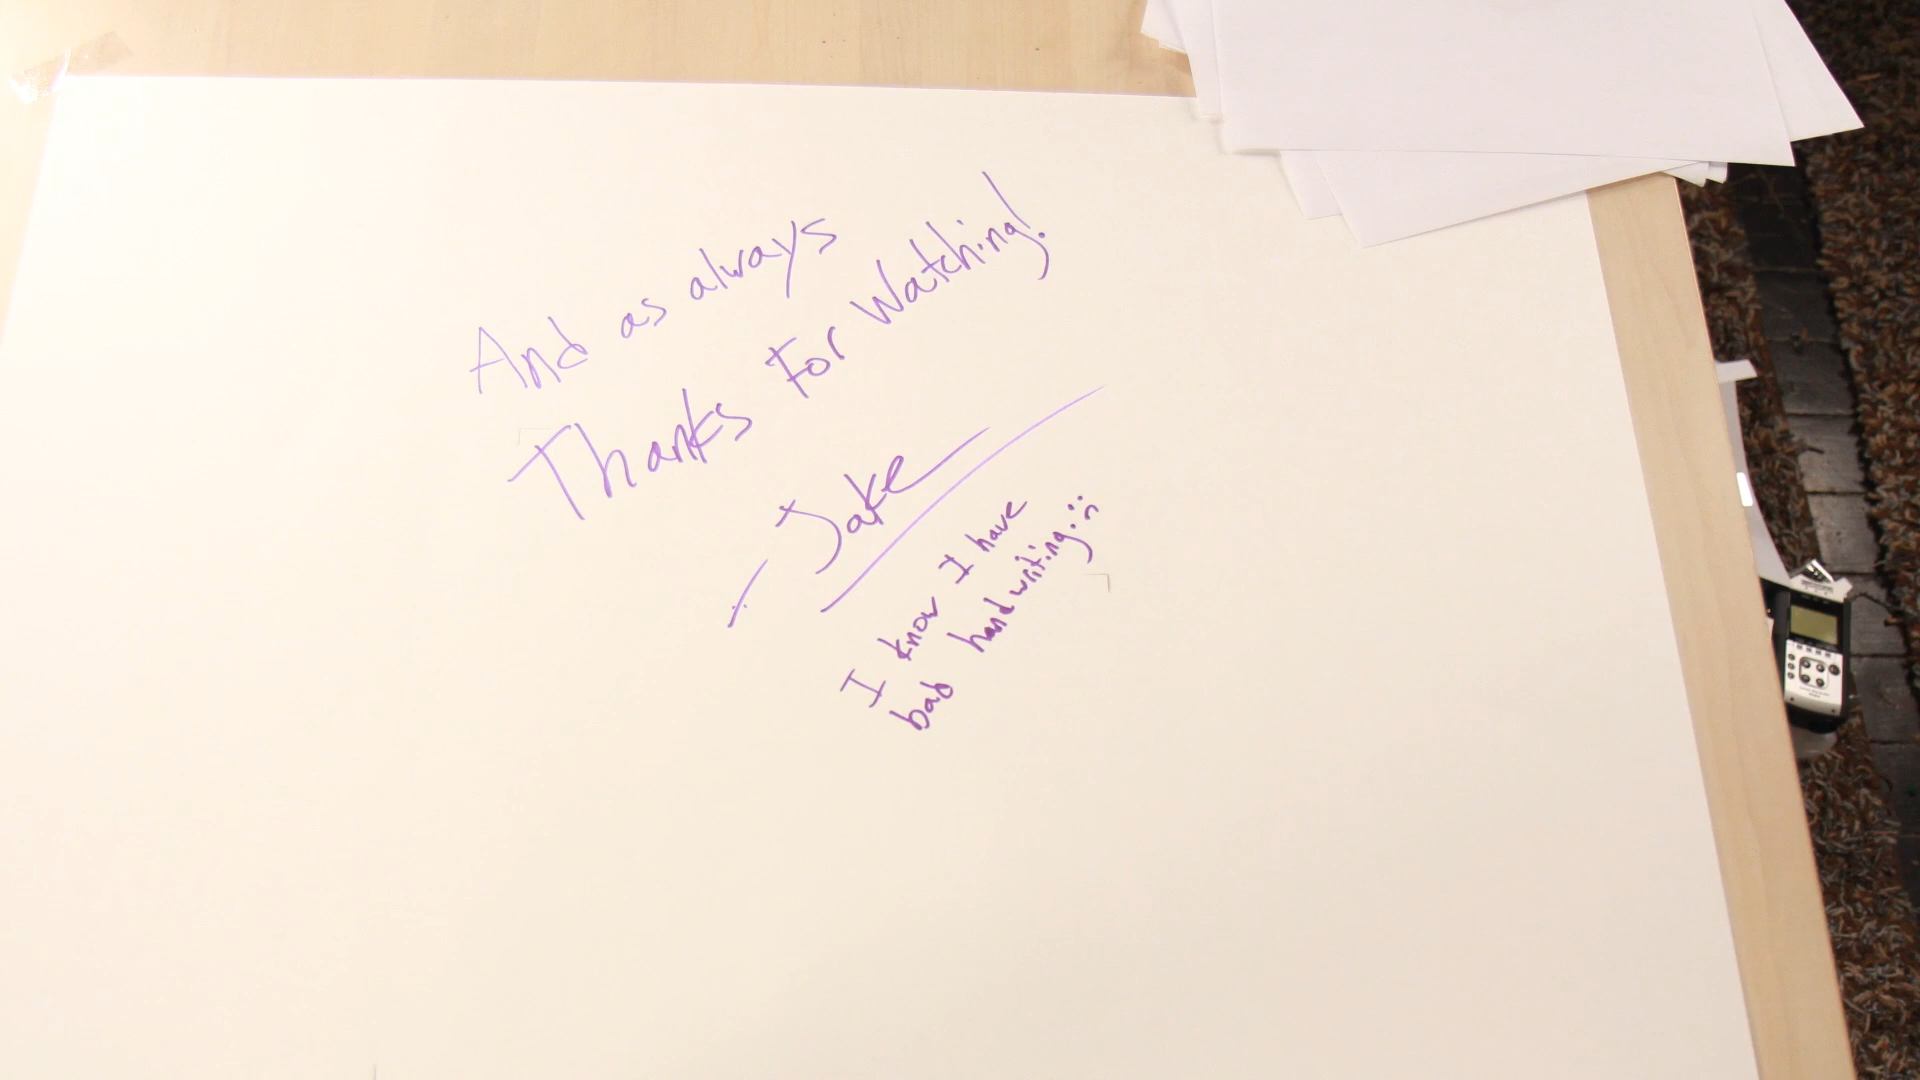 And as always
Thanks For Watching!
- Jake
I know I have
bad handwriting. :(